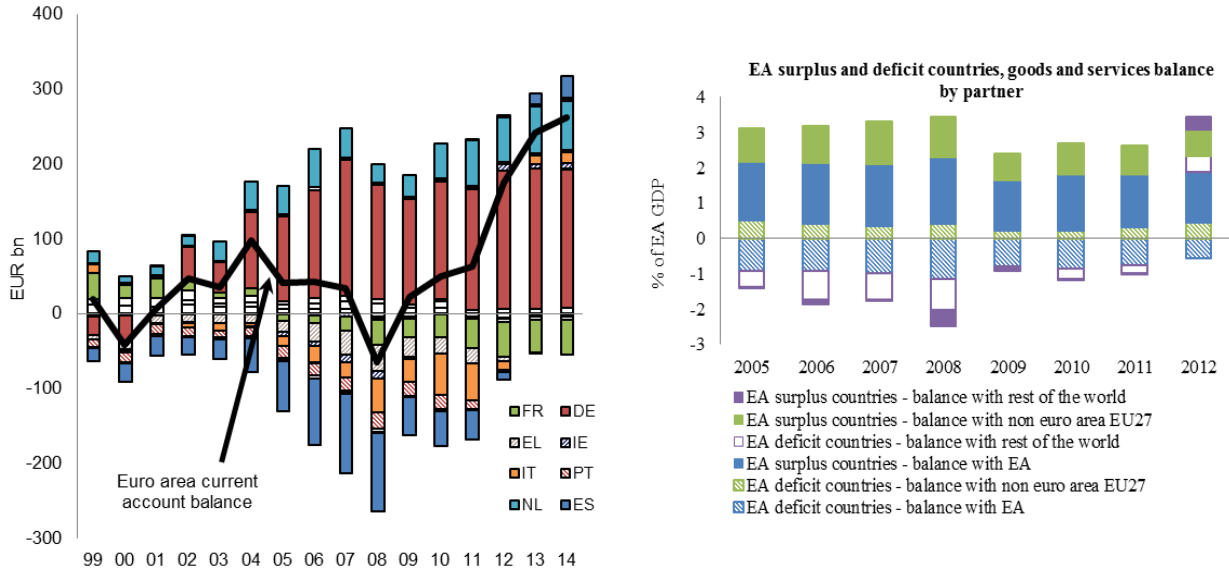 400
300
200
100
0
-100
-200
-300
EUR bn
99 00 01 02 03 04 05 06 07 08 09 10 11 12 13 14
Euro area current
account balance
FR DE
EL IE
IT PT
NL ES
EA surplus and deficit countries, goods and services balance
by partner
4
3
2
1
0
-1
-2
-3
% of EA GDP
2005 2006 2007 2008 2009 2010 2011 2012
EA surplus countries - balance with rest of the world
EA surplus countries - balance with non euro area EU27
EA deficit countries - balance with rest of the world
EA surplus countries - balance with EA
EA deficit countries - balance with non euro area EU27
EA deficit countries - balance with EA